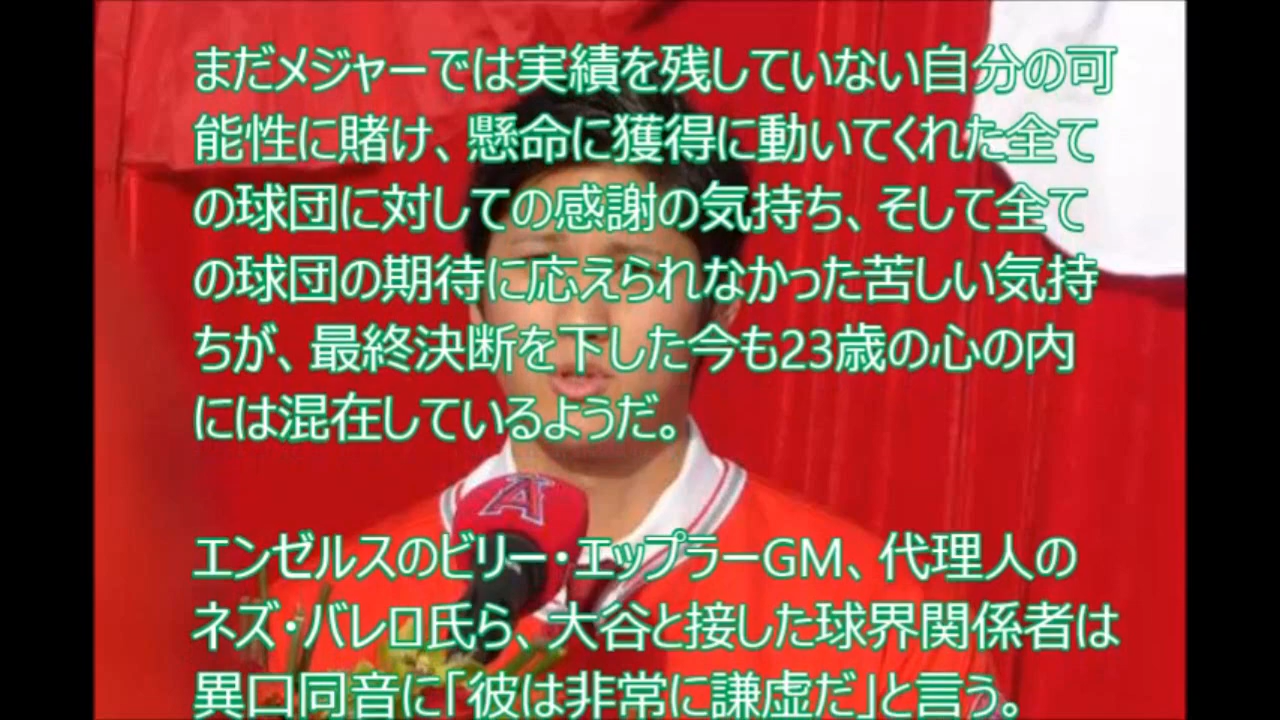 まだメジャーでは実績を残していない自分の可
能性に賭け、懸命に獲得に動いてくれた全て
の球団に対しての感謝の気持ち、そして全て
の球団の期待に応えられなかった苦しい気持
ちが、最終決断を下した今も23歳の心の内
には混在しているようだ。
エンゼルスのビリー・エップラーGM、代理人の
ネズ・バレロ氏ら、大谷と接した球界関係者は
異口同音に「彼は非常に謙虚だ」と言う。
A